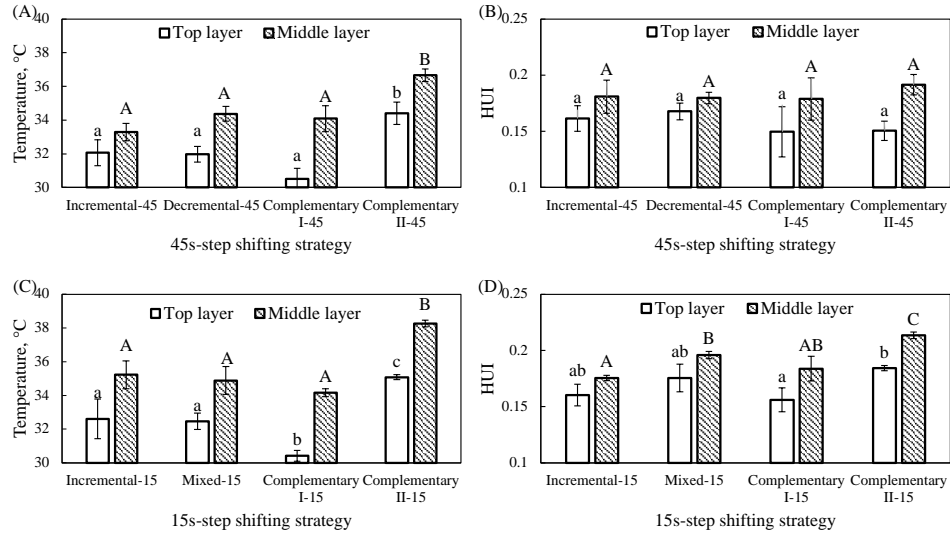 (A)
40
38
36
34
32
30
Temperature, °C
Top layer
Middle layer
a
A
a
A
a
A
b
B
Incremental-45
Decremental-45
Complementary
I-45
Complementary
II-45
45s-step shifting strategy
(B)
0.25
0.2
0.15
0.1
HUI
Top layer
Middle layer
a
A
a
A
a
A
a
A
Incremental-45
Decremental-45
Complementary
I-45
Complementary
II-45
45s-step shifting strategy
(C)
40
38
36
34
32
30
Temperature, °C
Top layer
Middle layer
a
A
a
A
b
A
c
B
Incremental-15
Mixed-15
Complementary
I-15
Complementary
II-15
15s-step shifting strategy
(D)
0.25
0.2
0.15
0.1
HUI
Top layer
Middle layer
ab
A
ab
B
a
AB
b
C
Incremental-15
Mixed-15
Complementary
I-15
Complementary
II-15
15s-step shifting strategy